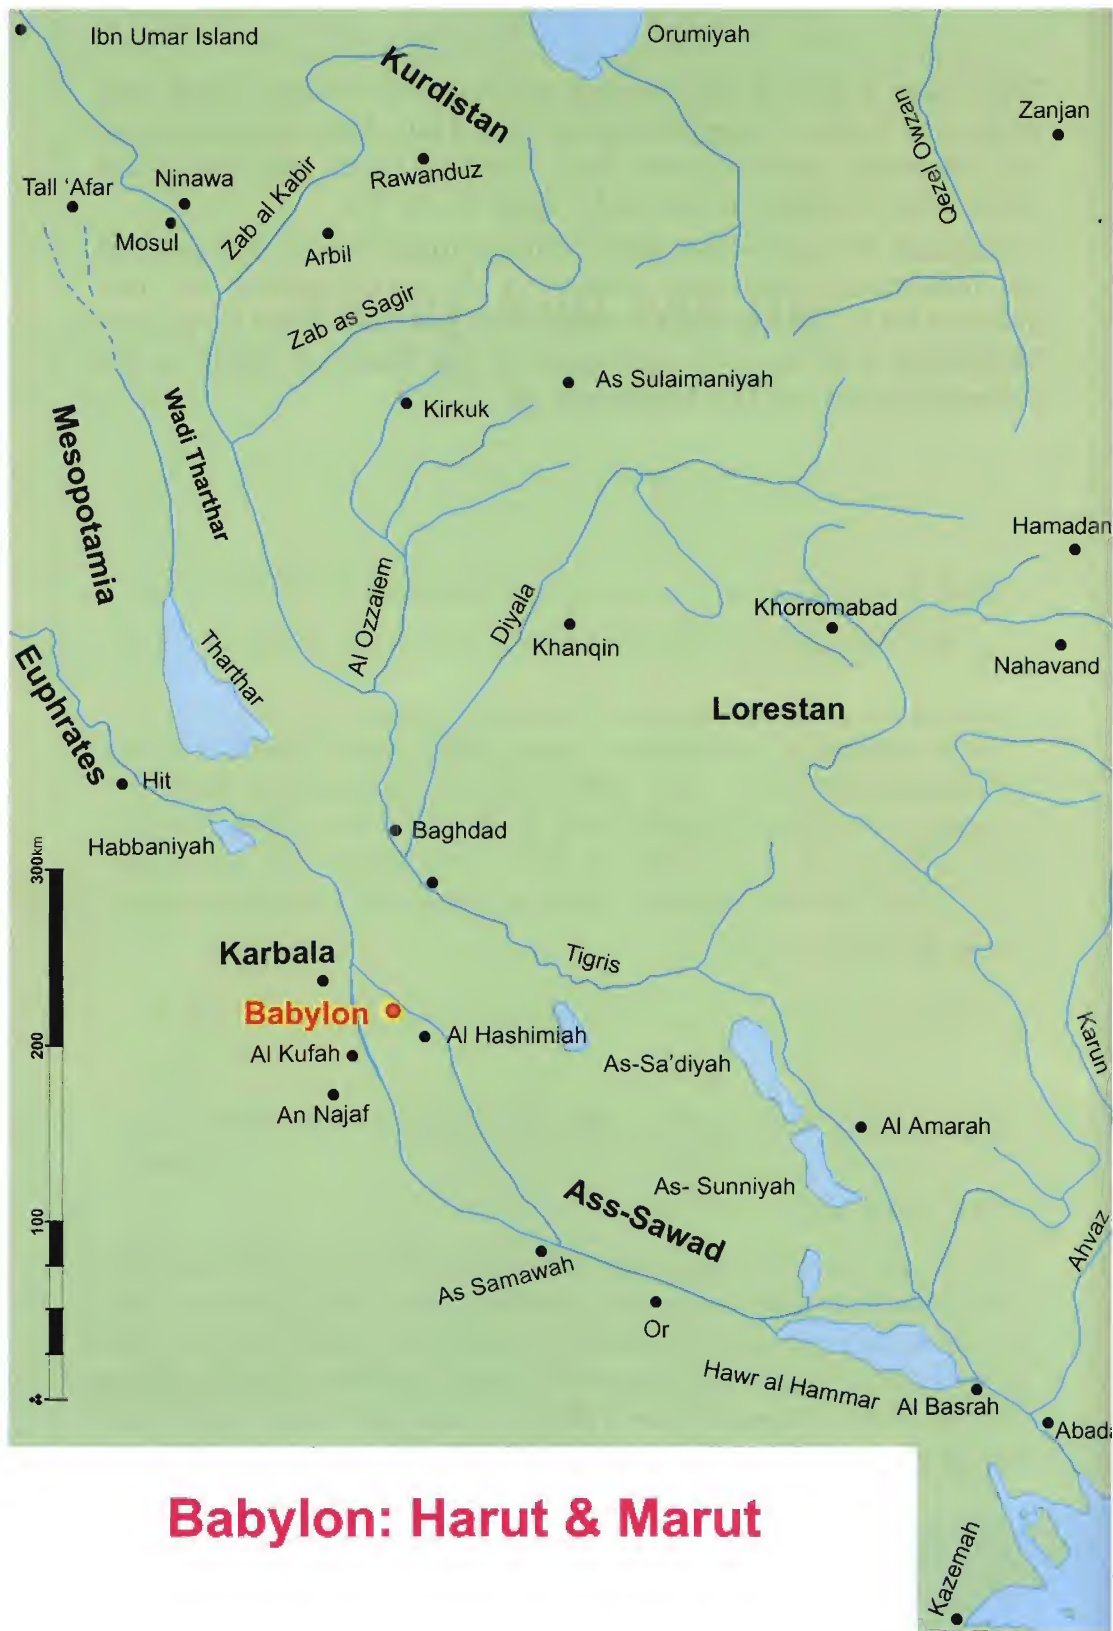 Ibn Umar Island
Orumiyah
Kurdistan
Zanjan
Qezel Owzan
Rawanduz
Tall ‘Afar
Ninawa
Mosul
Zab al Kabir
Arbil
Zab as Sagir
As Sulaimaniyah
Kirkuk
Mesopotamia
Wadi Tharthar
Hamadan
Al Ozzaiem
Diyala
Khanqin
Khorromabad
Nahavand
Tharthar
Euphrates
Lorestan
Hit
Baghdad
Habbaniyah
300km
Karbala
Tigris
Babylon
Al Hashimiah
200
Al Kufah
As-Sa’diyah
Karun
An Najaf
Al Amarah
As- Sunniyah
Ass-Sawad
100
Ahvaz
As Samawah
Or
Hawr al Hammar
Al Basrah
Abada
Babylon: Harut & Marut
Kazemah